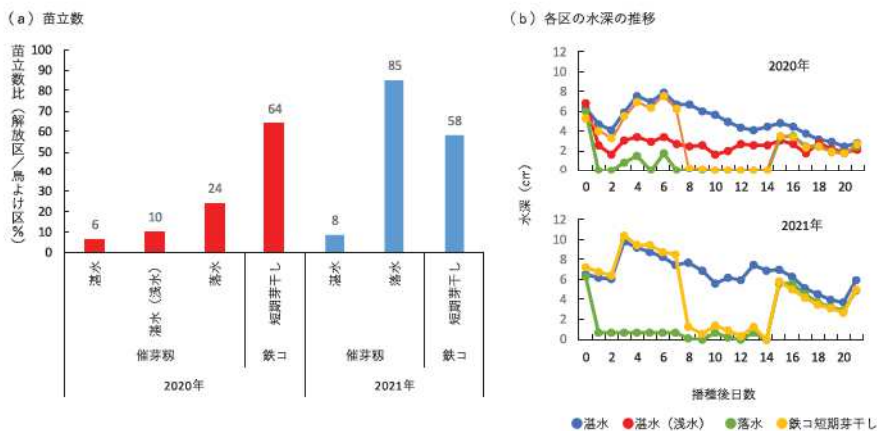 (a) 苗立数
苗立数比(解放区/鳥よけ区%)
100
90
80
70
60
50
40
30
20
10
0
6
10
24
64
8
85
58
湛水
湛水(浅水)
落水
短期芽干し
湛水
落水
短期芽干し
催芽籾
鉄コ
催芽籾
鉄コ
2020年
2021年
(b) 各区の水深の推移
水深(cm)
2020年
12
10
8
6
4
2
0
0 2 4 6 8 10 12 14 16 18 20
2021年
12
10
8
6
4
2
0
0 2 4 6 8 10 12 14 16 18 20
播種後日数
湛水 湛水(浅水) 落水 鉄コ短期芽干し